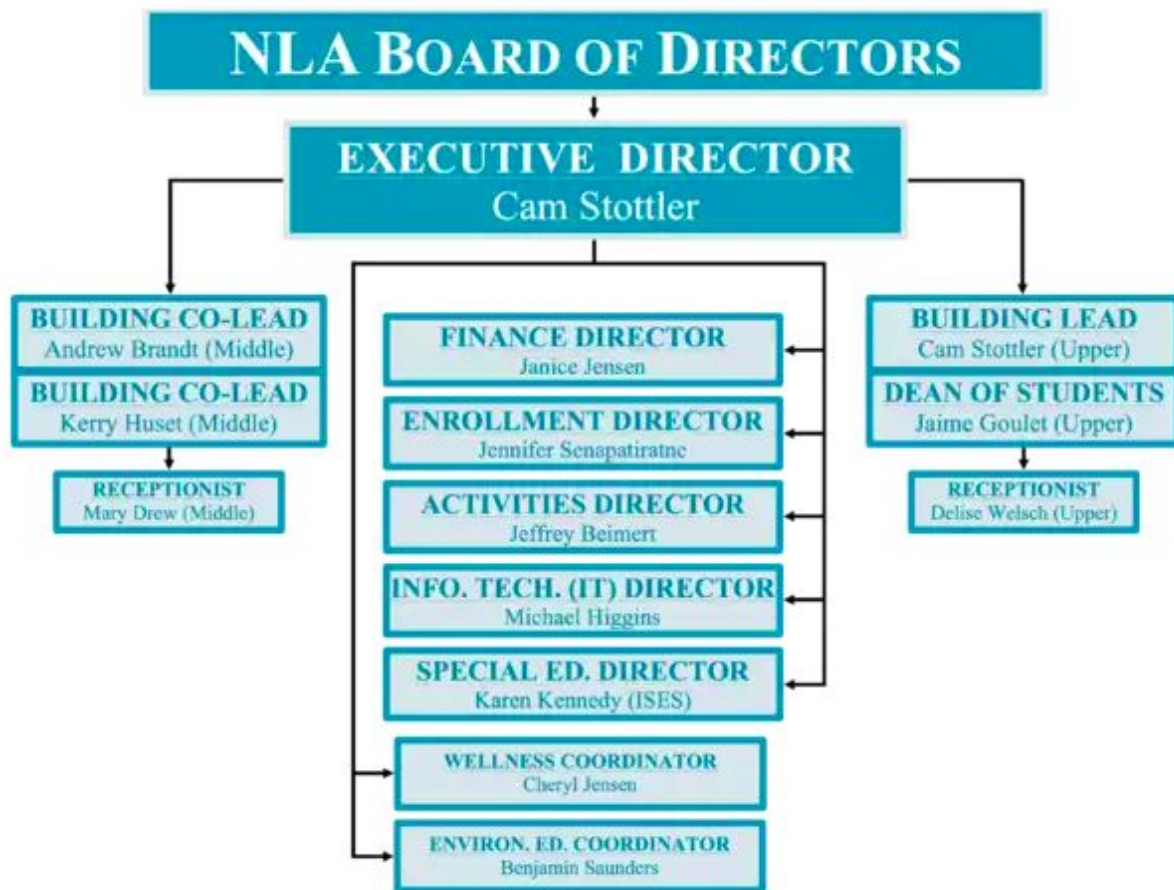 NLA BOARD OF DIRECTORS
EXECUTIVE DIRECTOR
Cam Stottler
BUILDING CO-LEAD
Andrew Brandt (Middle)
BUILDING CO-LEAD
Kerry Huset (Middle)
RECEPTIONIST
Mary Drew (Middle)
FINANCE DIRECTOR
Janice Jensen
ENROLLMENT DIRECTOR
Jennifer Senapatiratne
ACTIVITIES DIRECTOR
Jeffrey Beimert
INFO. TECH. (IT) DIRECTOR
Michael Higgins
SPECIAL ED. DIRECTOR
Karen Kennedy (ISES)
WELLNESS COORDINATOR
Cheryl Jensen
ENVIRON. ED. COORDINATOR
Benjamin Saunders
BUILDING LEAD
Cam Stottler (Upper)
DEAN OF STUDENTS
Jaime Goulet (Upper)
RECEPTIONIST
Delise Welsch (Upper)